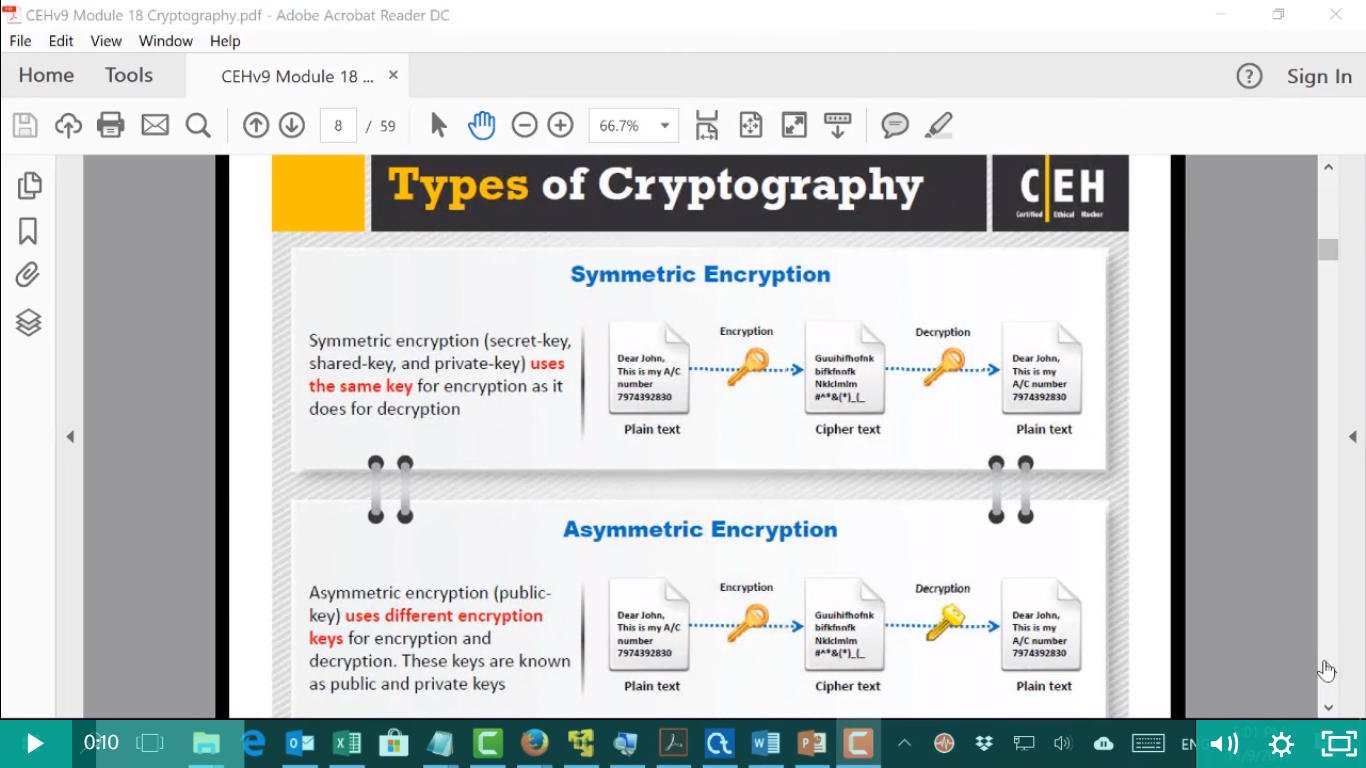 CEHv9 Module 18 Cryptography.pdf - Adobe Acrobat Reader DC
File Edit View Window Help
Home Tools CEHv9 Module 18 ... × Sign In
8 / 59 66.7%
Types of Cryptography
CEH
Certified Ethical Hacker
Symmetric Encryption
Symmetric encryption (secret-key,
shared-key, and private-key) uses
the same key for encryption as it
does for decryption
Encryption
Decryption
Dear John,
This is my A/C
number
7974392830
Guuihifhofnk
bifkfnnfk
Nklclmlm
#^*&(*)_(_
Dear John,
This is my
A/C number
7974392830
Plain text
Cipher text
Plain text
Asymmetric Encryption
Asymmetric encryption (public-
key) uses different encryption
keys for encryption and
decryption. These keys are known
as public and private keys
Encryption
Decryption
Dear John,
This is my A/C
number
7974392830
Guuihifhofnk
bifkfnnfk
Nklclmlm
#^*&(*)_(_
Dear John,
This is my
A/C number
7974392830
Plain text
Cipher text
Plain text
0:10